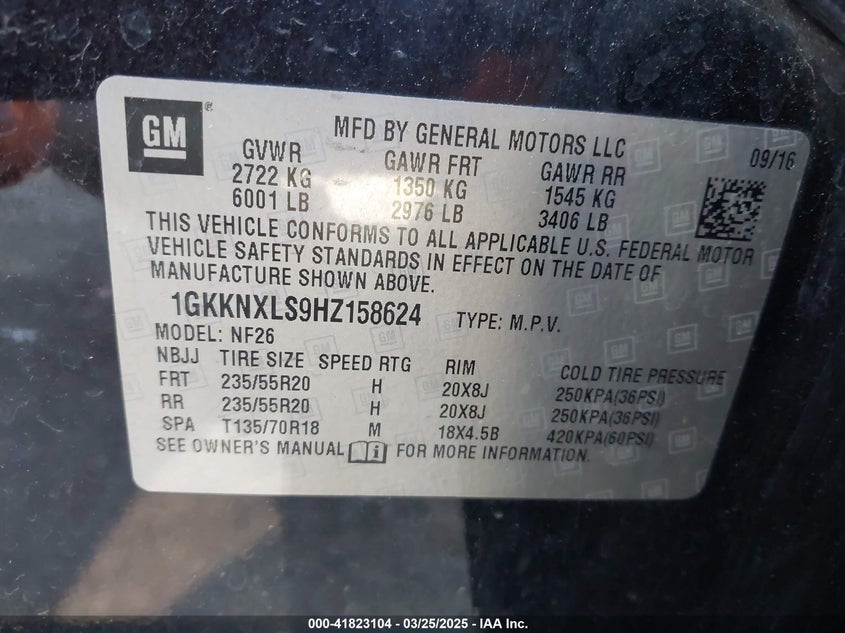 GM
MFD BY GENERAL MOTORS LLC 09/16
GVWR GAWR FRT GAWR RR
2722 KG 1350 KG 1545 KG
6001 LB 2976 LB 3406 LB
THIS VEHICLE CONFORMS TO ALL APPLICABLE U.S. FEDERAL MOTOR
VEHICLE SAFETY STANDARDS IN EFFECT ON THE DATE OF
MANUFACTURE SHOWN ABOVE.
1GKKNXLS9HZ158624 TYPE: M.P.V.
MODEL: NF26
NBJJ TIRE SIZE SPEED RTG RIM COLD TIRE PRESSURE
FRT 235/55R20 H 20X8J 250KPA(36PSI)
RR 235/55R20 H 20X8J 250KPA(36PSI)
SPA T135/70R18 M 18X4.5B 420KPA(60PSI)
SEE OWNER'S MANUAL FOR MORE INFORMATION.
000-41823104 — 03/25/2025 — IAA Inc.